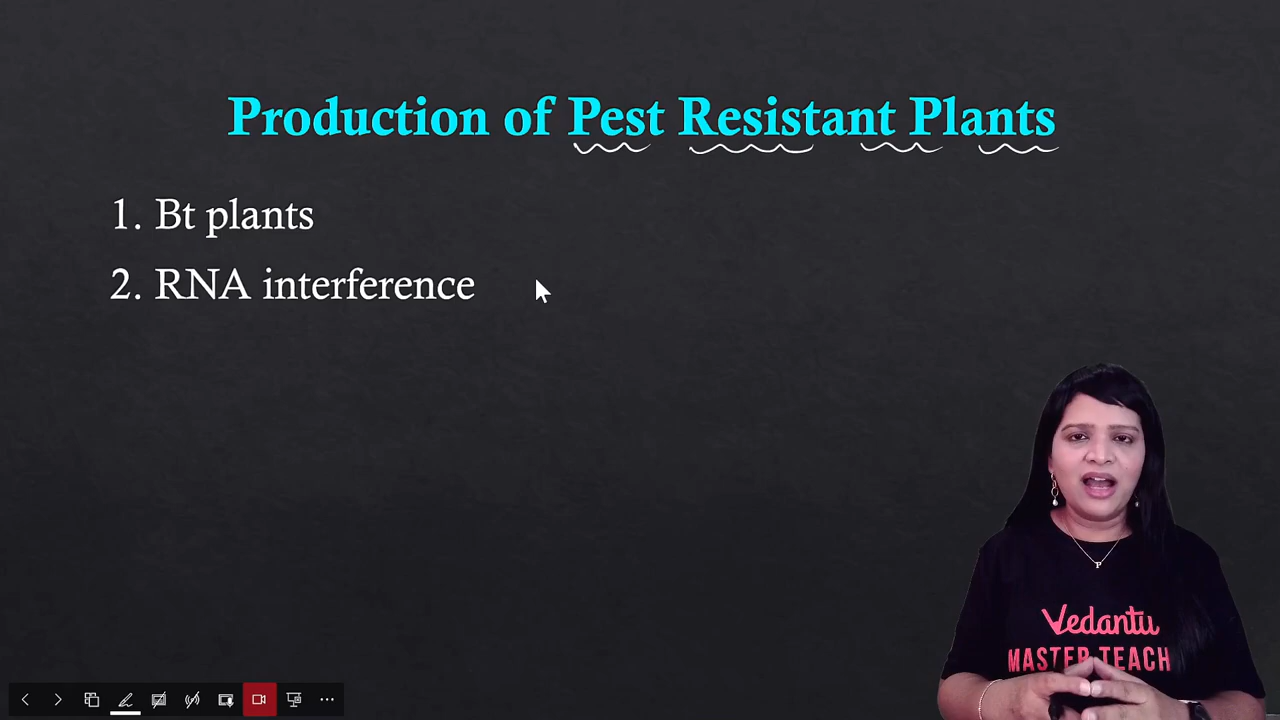 Production of Pest Resistant Plants
1. Bt plants
2. RNA interference
Vedantu
MASTER TEACH